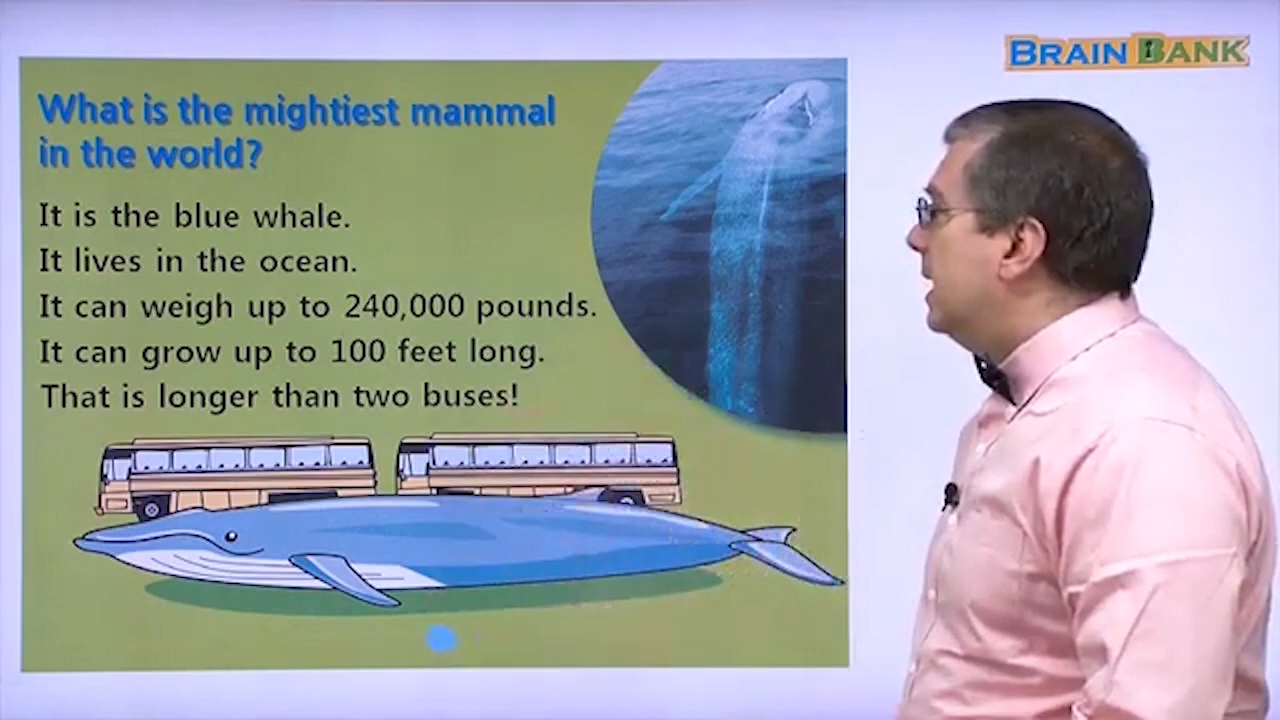 BRAIN BANK
What is the mightiest mammal
in the world?
It is the blue whale.
It lives in the ocean.
It can weigh up to 240,000 pounds.
It can grow up to 100 feet long.
That is longer than two buses!